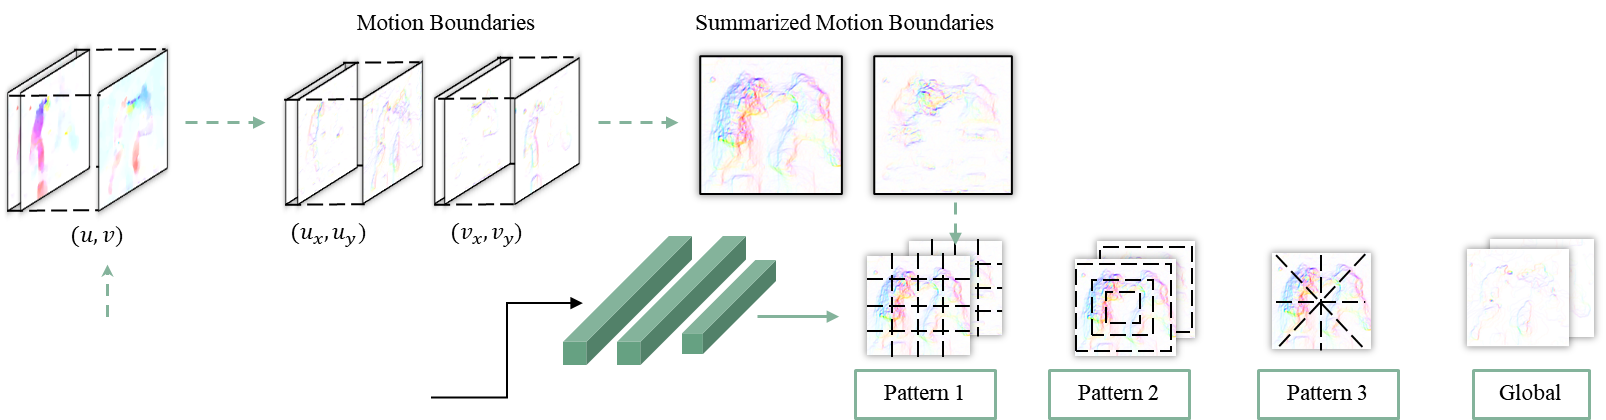 Motion Boundaries
Summarized Motion Boundaries
(u, v)
(u_x, u_y)
(v_x, v_y)
Pattern 1
Pattern 2
Pattern 3
Global